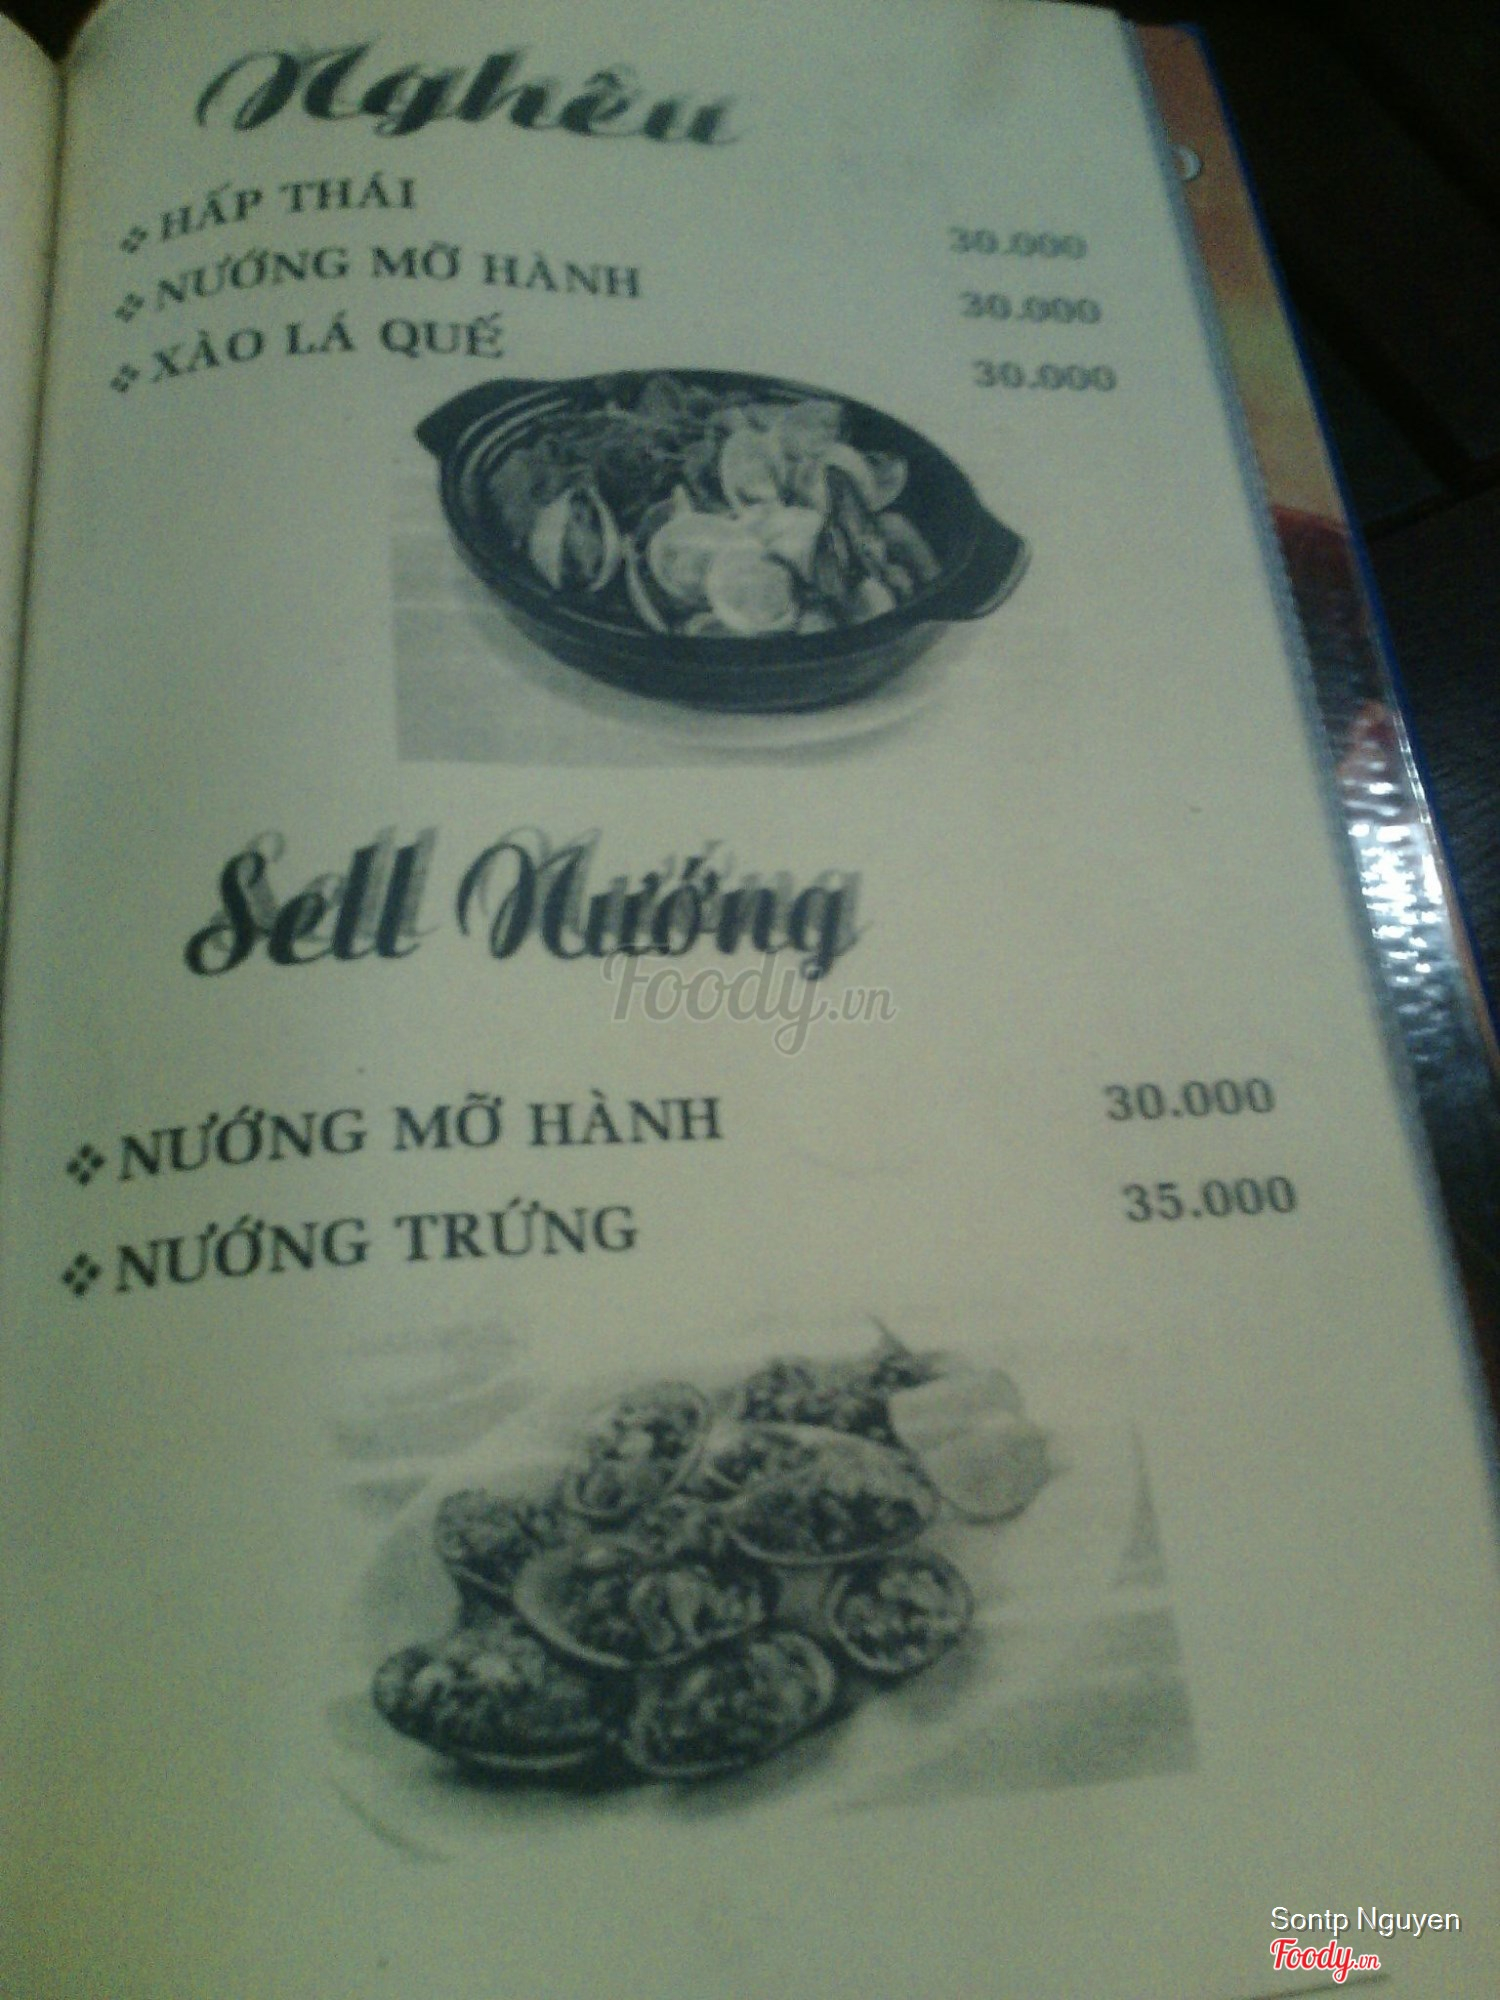 Nghêu
❖ HẤP THÁI 30.000
❖ NƯỚNG MỠ HÀNH 30.000
❖ XÀO LÁ QUẾ 30.000
Sell Nướng
Foody.vn
❖ NƯỚNG MỠ HÀNH 30.000
❖ NƯỚNG TRỨNG 35.000
Sontp Nguyen
Foody.vn